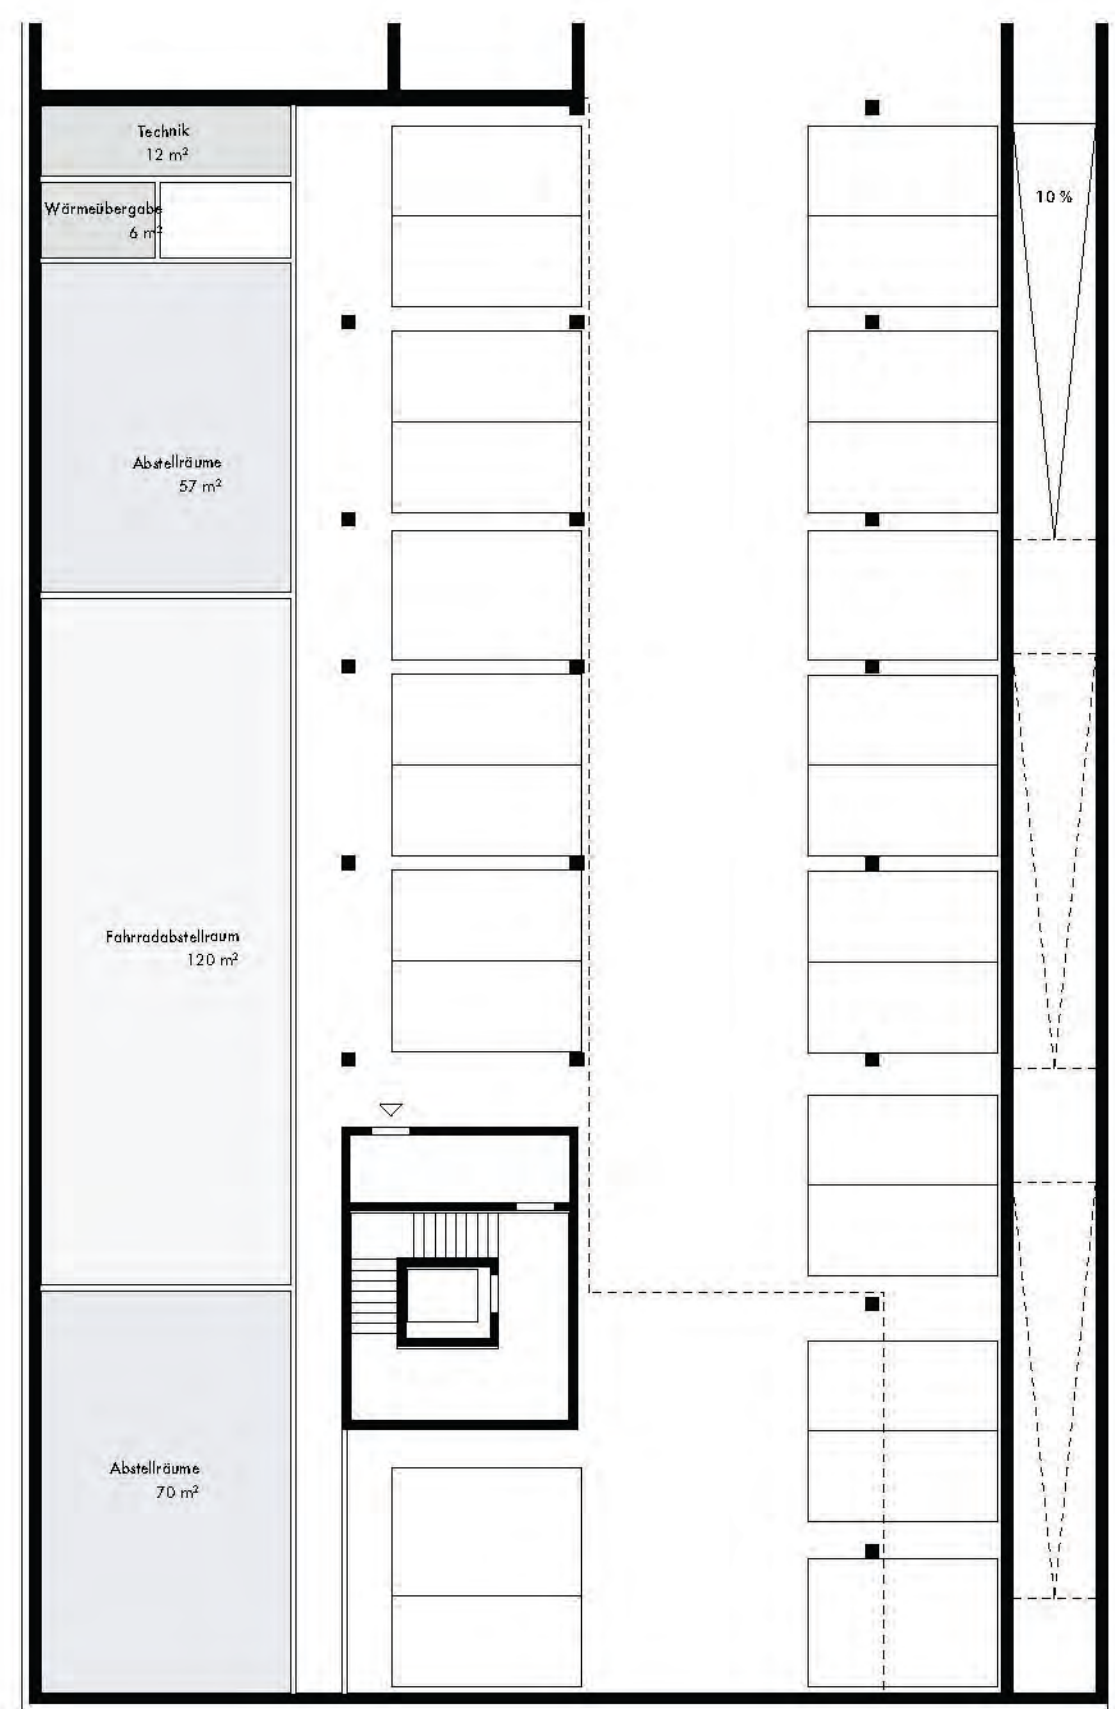 Technik
12 m²
10 %
Wärmeübergabe
6 m²
Abstellräume
57 m²
Fahrradabstellraum
120 m²
Abstellräume
70 m²